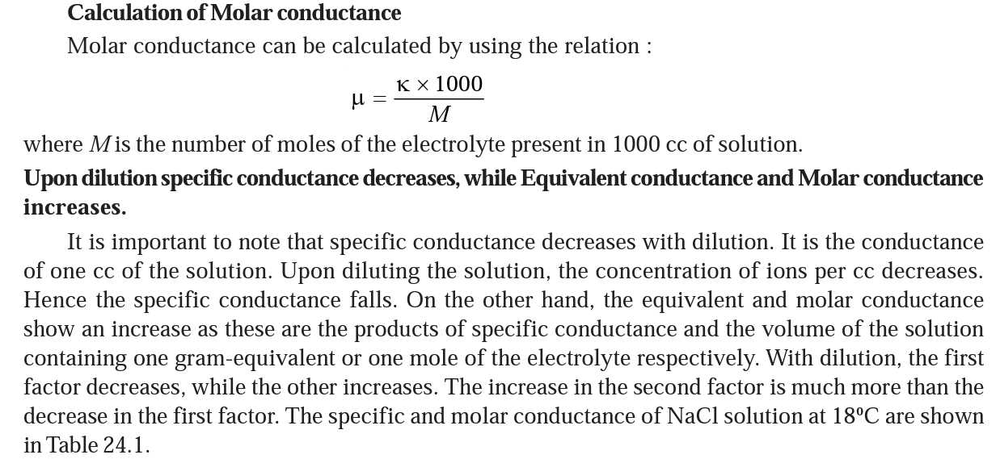 Calculation of Molar conductance
Molar conductance can be calculated by using the relation :
μ = κ × 1000 / M
where M is the number of moles of the electrolyte present in 1000 cc of solution.
Upon dilution specific conductance decreases, while Equivalent conductance and Molar conductance
increases.
It is important to note that specific conductance decreases with dilution. It is the conductance
of one cc of the solution. Upon diluting the solution, the concentration of ions per cc decreases.
Hence the specific conductance falls. On the other hand, the equivalent and molar conductance
show an increase as these are the products of specific conductance and the volume of the solution
containing one gram-equivalent or one mole of the electrolyte respectively. With dilution, the first
factor decreases, while the other increases. The increase in the second factor is much more than the
decrease in the first factor. The specific and molar conductance of NaCl solution at 18ºC are shown
in Table 24.1.